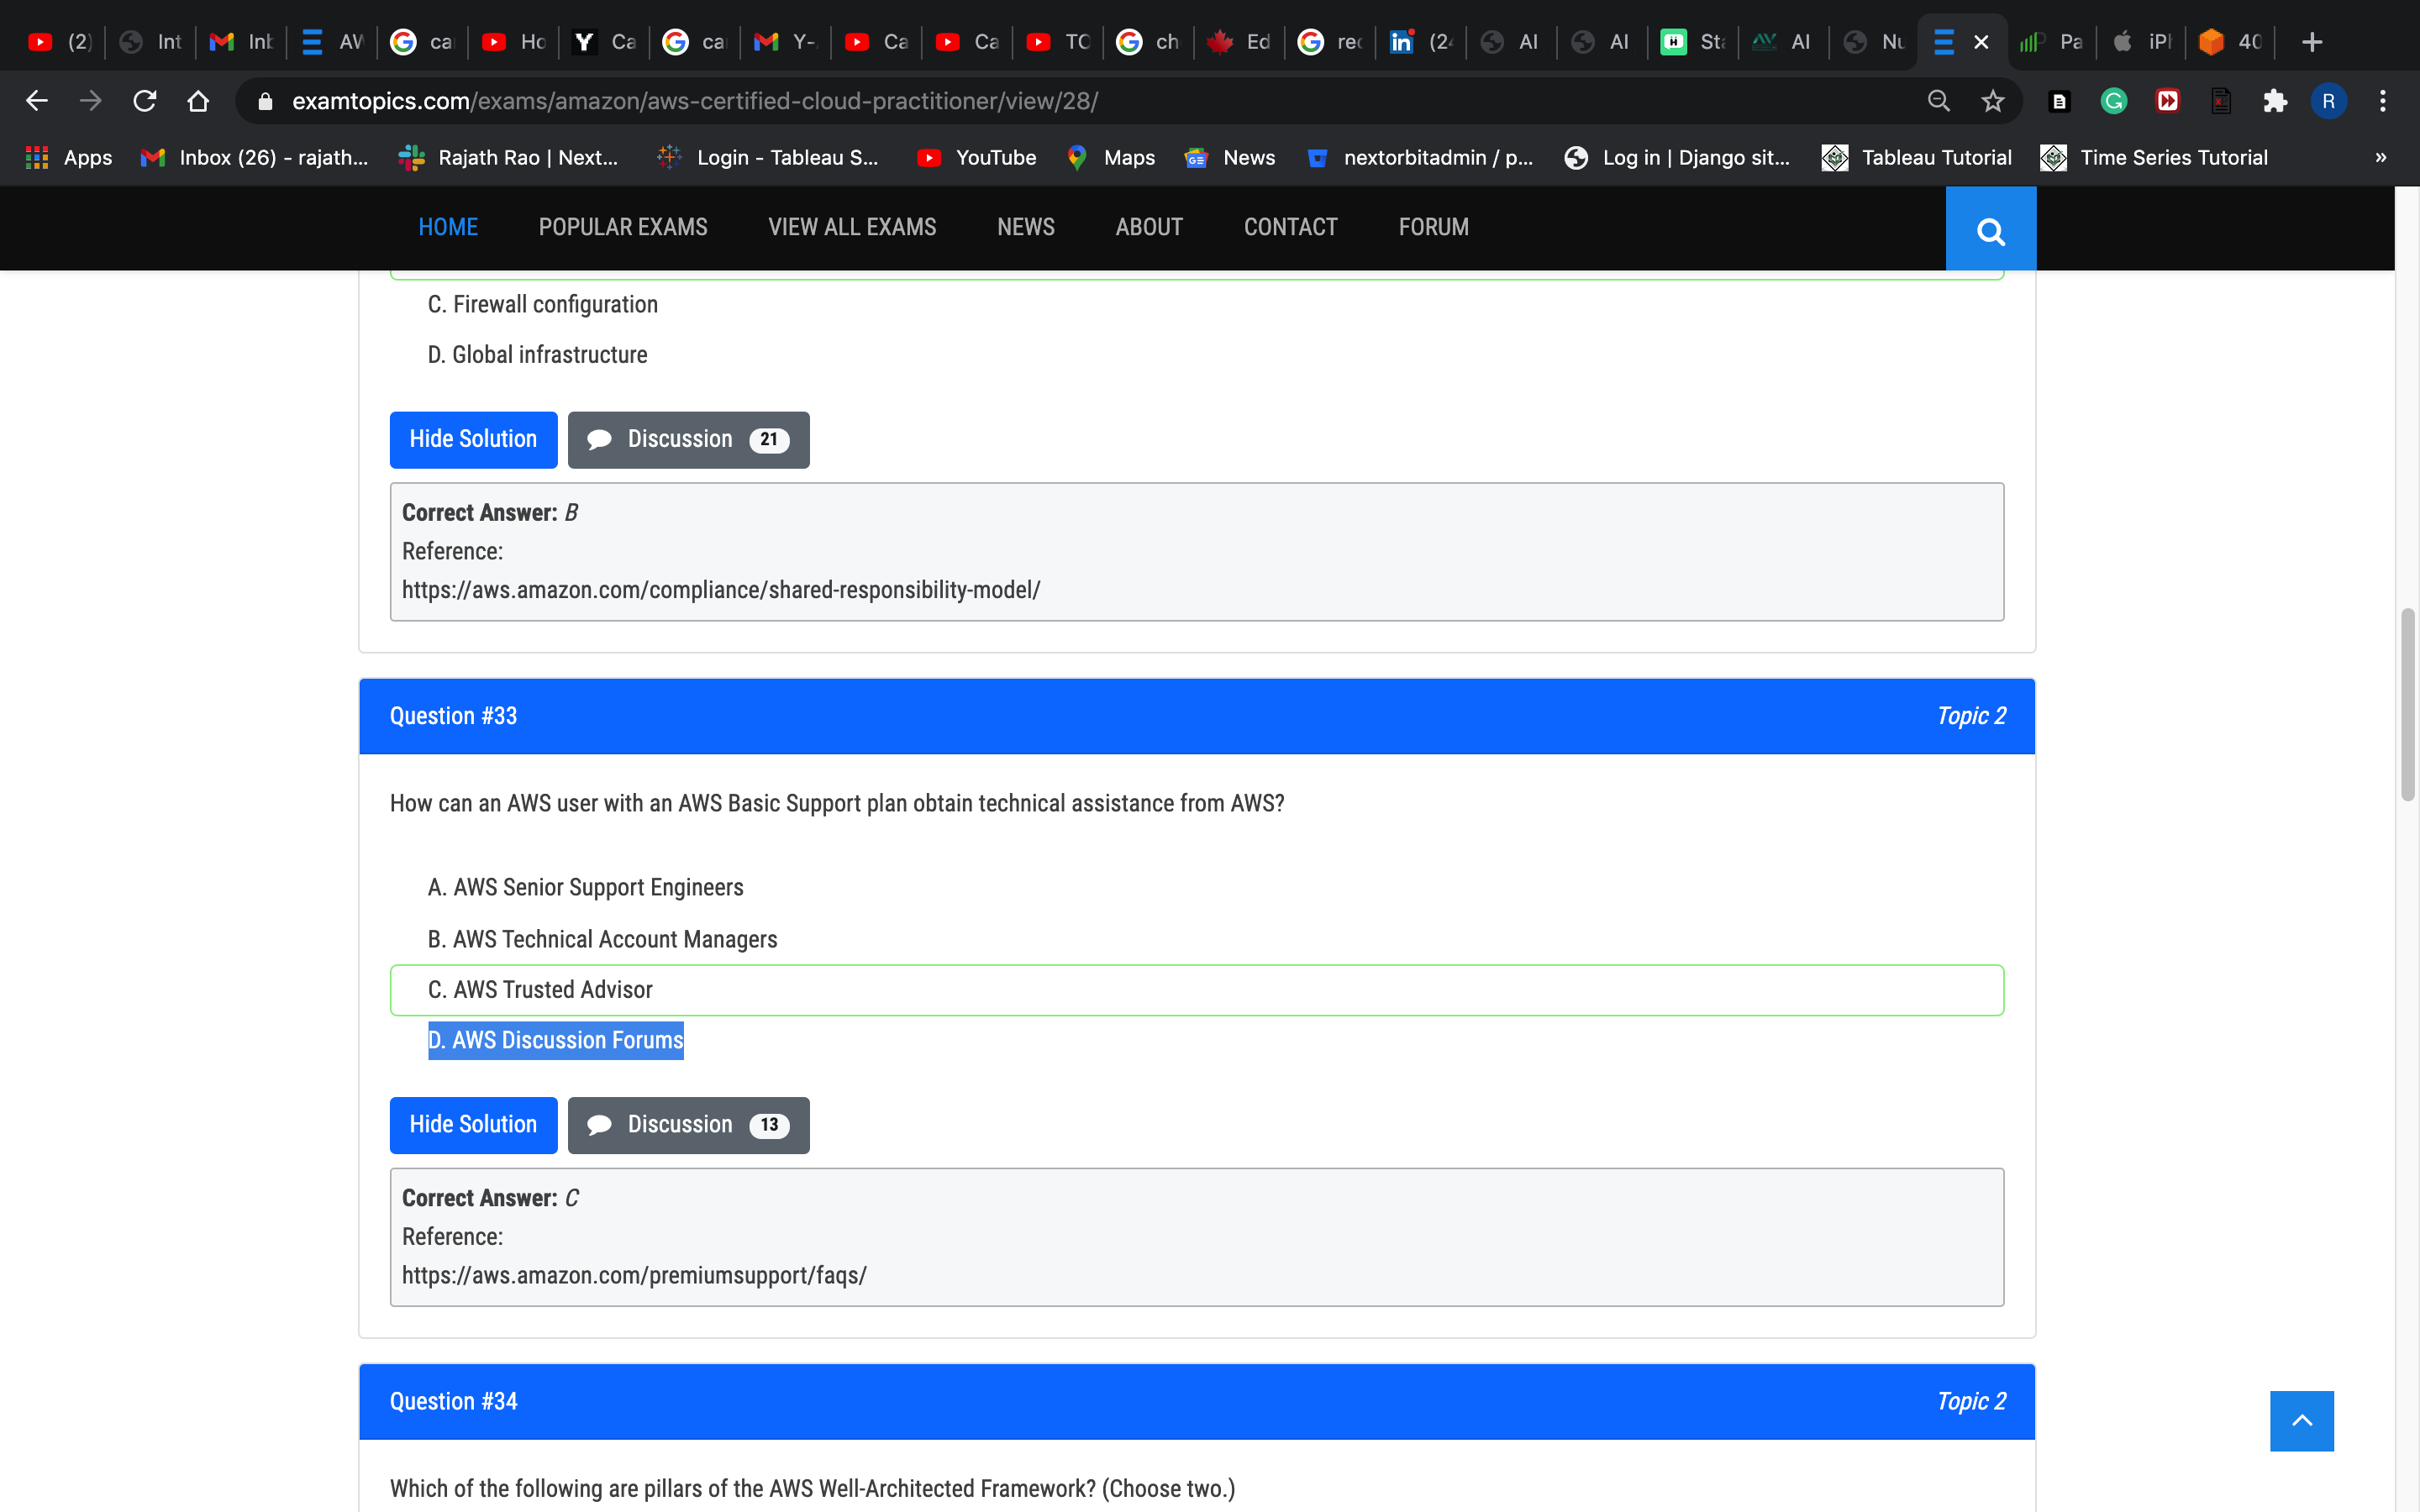 (2) Int Inb AW ca Ho Ca ca Y- Ca Ca TO ch Ed rec (2 AI AI Sta AI Nu Pa iPh 40
examtopics.com/exams/amazon/aws-certified-cloud-practitioner/view/28/ R
Apps Inbox (26) - rajath... Rajath Rao | Next... Login - Tableau S... YouTube Maps News nextorbitadmin / p... Log in | Django sit... Tableau Tutorial Time Series Tutorial »
HOME POPULAR EXAMS VIEW ALL EXAMS NEWS ABOUT CONTACT FORUM
C. Firewall configuration
D. Global infrastructure
Hide Solution Discussion 21
Correct Answer: B
Reference:
https://aws.amazon.com/compliance/shared-responsibility-model/
Question #33 Topic 2
How can an AWS user with an AWS Basic Support plan obtain technical assistance from AWS?
A. AWS Senior Support Engineers
B. AWS Technical Account Managers
C. AWS Trusted Advisor
D. AWS Discussion Forums
Hide Solution Discussion 13
Correct Answer: C
Reference:
https://aws.amazon.com/premiumsupport/faqs/
Question #34 Topic 2
Which of the following are pillars of the AWS Well-Architected Framework? (Choose two.)